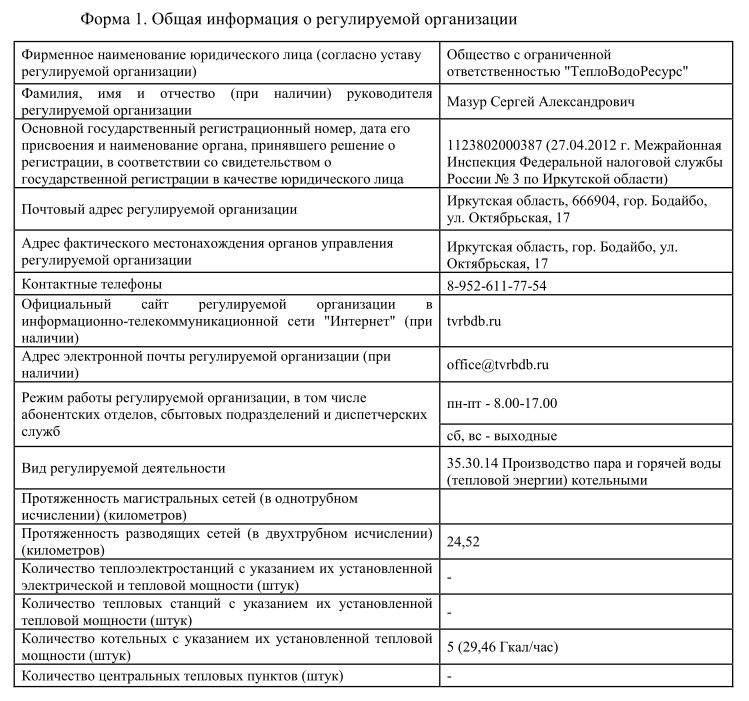 Форма 1. Общая информация о регулируемой организации
Фирменное наименование юридического лица (согласно уставу
регулируемой организации)
Общество с ограниченной
ответственностью "ТеплоВодоРесурс"
Фамилия, имя и отчество (при наличии) руководителя
регулируемой организации
Мазур Сергей Александрович
Основной государственный регистрационный номер, дата его
присвоения и наименование органа, принявшего решение о
регистрации, в соответствии со свидетельством о
государственной регистрации в качестве юридического лица
1123802000387 (27.04.2012 г. Межрайонная
Инспекция Федеральной налоговой службы
России № 3 по Иркутской области)
Почтовый адрес регулируемой организации
Иркутская область, 666904, гор. Бодайбо,
ул. Октябрьская, 17
Адрес фактического местонахождения органов управления
регулируемой организации
Иркутская область, гор. Бодайбо, ул.
Октябрьская, 17
Контактные телефоны
8-952-611-77-54
Официальный сайт регулируемой организации в
информационно-телекоммуникационной сети "Интернет" (при
наличии)
tvrbdb.ru
Адрес электронной почты регулируемой организации (при
наличии)
office@tvrbdb.ru
Режим работы регулируемой организации, в том числе
абонентских отделов, сбытовых подразделений и диспетчерских
служб
пн-пт - 8.00-17.00
сб, вс - выходные
Вид регулируемой деятельности
35.30.14 Производство пара и горячей воды
(тепловой энергии) котельными
Протяженность магистральных сетей (в однотрубном
исчислении) (километров)
Протяженность разводящих сетей (в двухтрубном исчислении)
(километров)
24,52
Количество теплоэлектростанций с указанием их установленной
электрической и тепловой мощности (штук)
-
Количество тепловых станций с указанием их установленной
тепловой мощности (штук)
-
Количество котельных с указанием их установленной тепловой
мощности (штук)
5 (29,46 Гкал/час)
Количество центральных тепловых пунктов (штук)
-